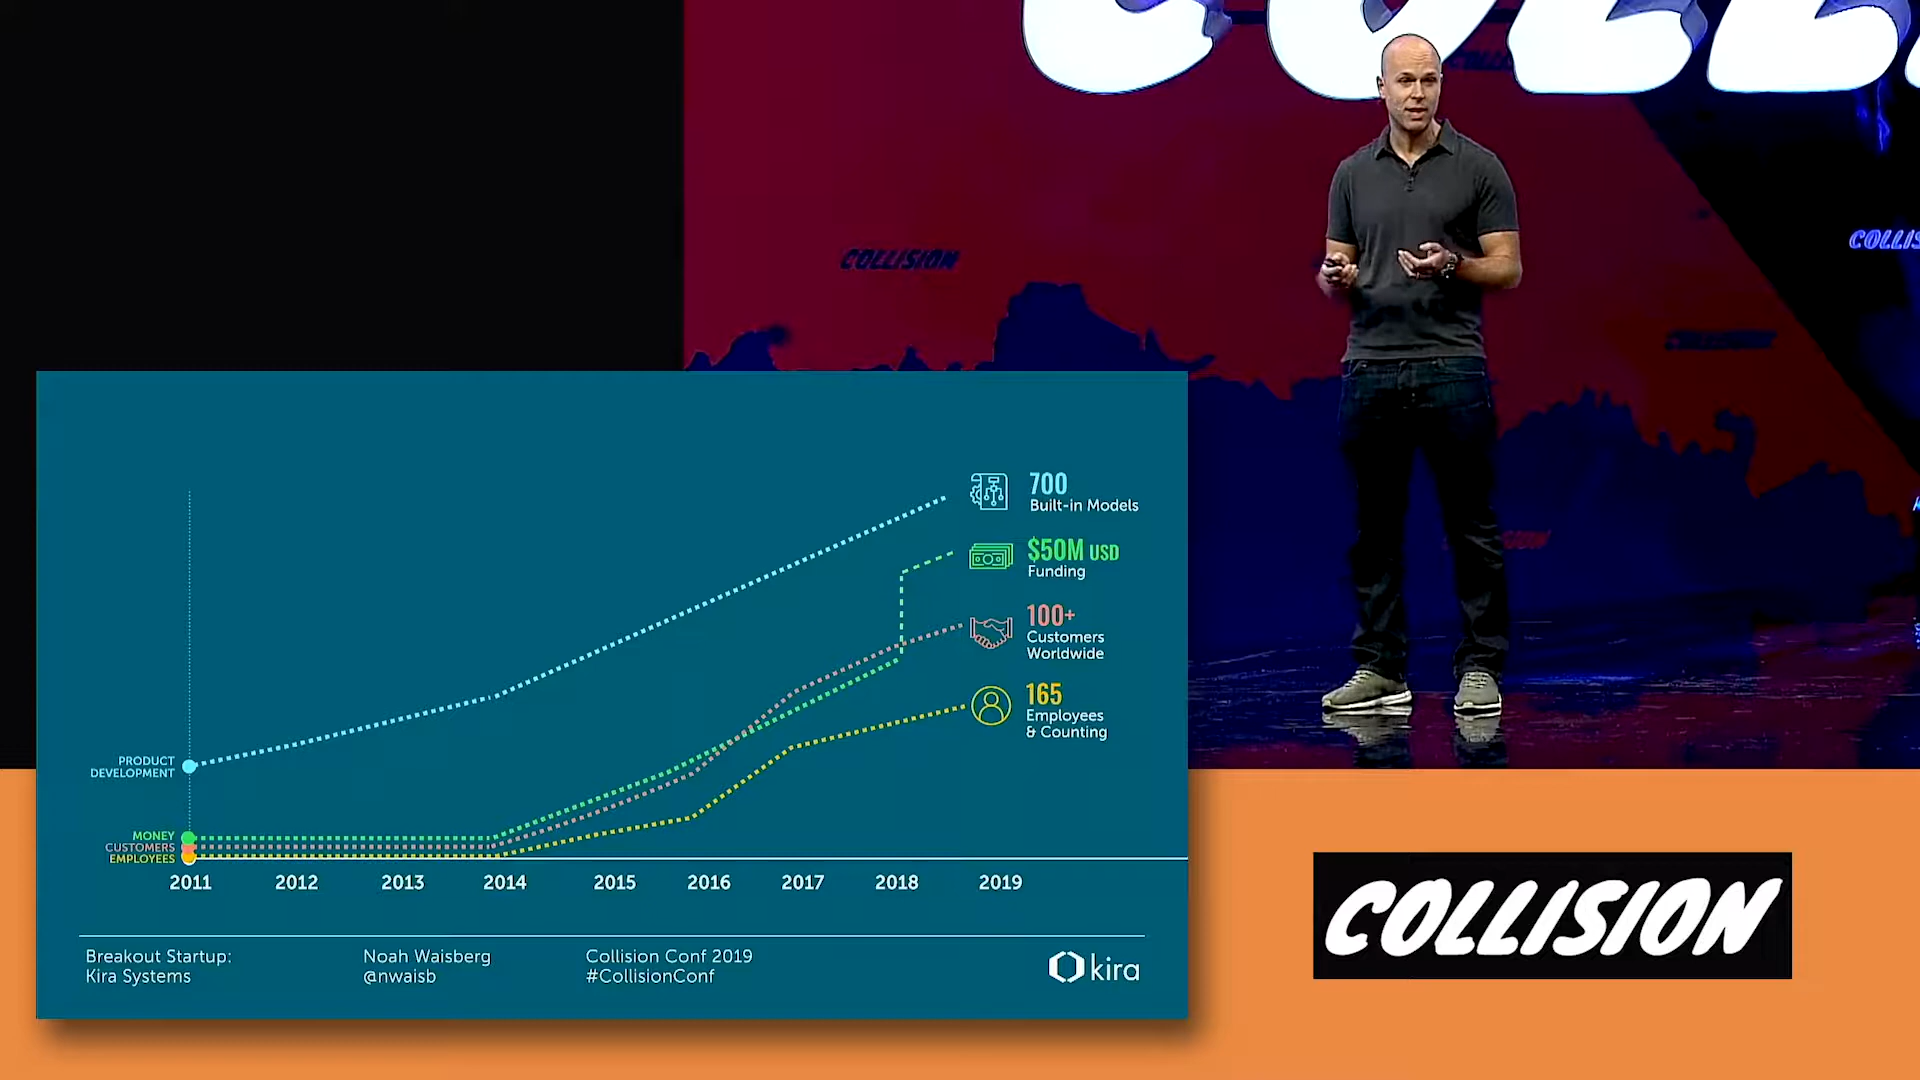 COLLISION
COLLISION
COLLISION
700
Built-in Models
$50M USD
Funding
100+
Customers
Worldwide
165
Employees
& Counting
PRODUCT
DEVELOPMENT
MONEY
CUSTOMERS
EMPLOYEES
2011 2012 2013 2014 2015 2016 2017 2018 2019
Breakout Startup:
Kira Systems
Noah Waisberg
@nwaisb
Collision Conf 2019
#CollisionConf
kira
COLLISION